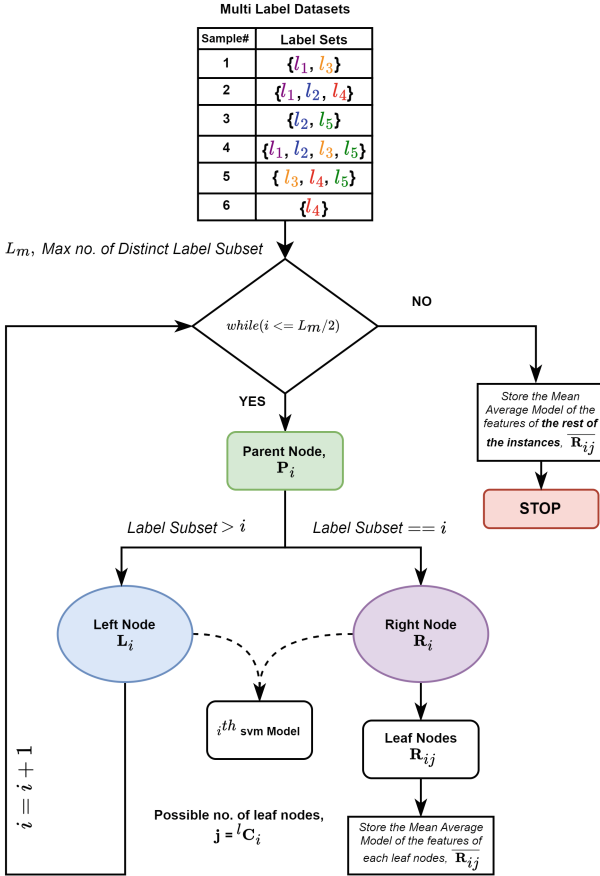 Multi Label Datasets
Sample# Label Sets
1 {l₁, l₃}
2 {l₁, l₂, l₄}
3 {l₂, l₅}
4 {l₁, l₂, l₃, l₅}
5 { l₃, l₄, l₅}
6 {l₄}
Lₘ, Max no. of Distinct Label Subset
while(i <= Lₘ/2)
NO
YES
Store the Mean
Average Model of the
features of the rest of
the instances, R̅ᵢⱼ
STOP
Parent Node,
Pᵢ
Label Subset > i
Label Subset == i
Left Node
Lᵢ
Right Node
Rᵢ
iᵗʰ svm Model
Leaf Nodes
Rᵢⱼ
i = i + 1
Possible no. of leaf nodes,
j = ˡCᵢ
Store the Mean Average
Model of the features of
each leaf nodes, R̅ᵢⱼ